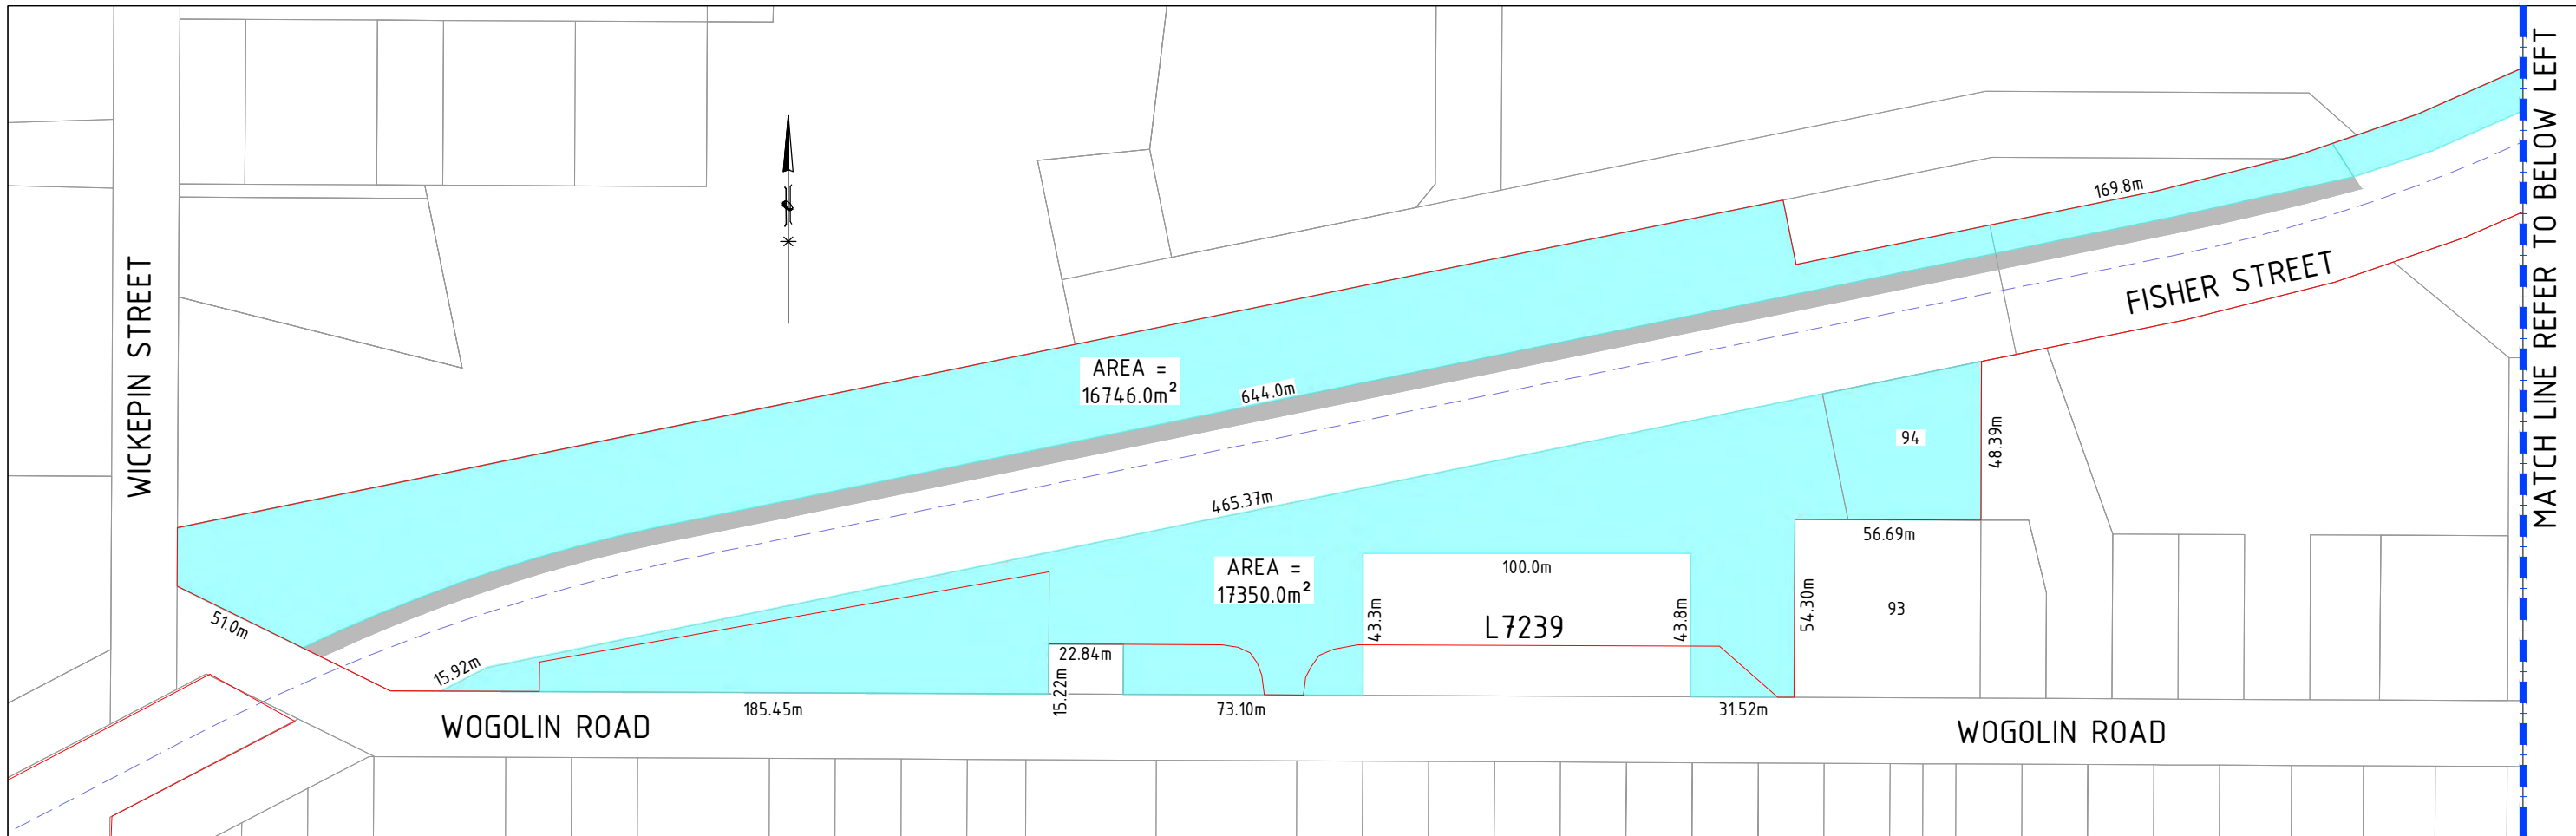 MATCH LINE REFER TO BELOW LEFT
169.8m
WICKEPIN STREET
FISHER STREET
AREA =
16746.0m²
644.0m
94
48.39m
465.37m
56.69m
AREA =
17350.0m²
100.0m
43.3m
L7239
43.8m
54.30m
93
51.0m
15.92m
22.84m
15.22m
WOGOLIN ROAD
185.45m
73.10m
31.52m
WOGOLIN ROAD